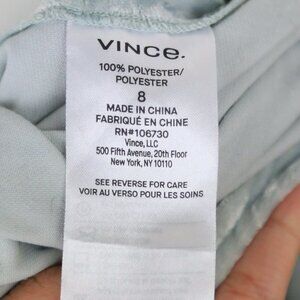 VINCE.
100% POLYESTER/
POLYESTER
8
MADE IN CHINA
FABRIQUÉ EN CHINE
RN#106730
Vince, LLC
500 Fifth Avenue, 20th Floor
New York, NY 10110
SEE REVERSE FOR CARE
VOIR AU VERSO POUR LES SOINS